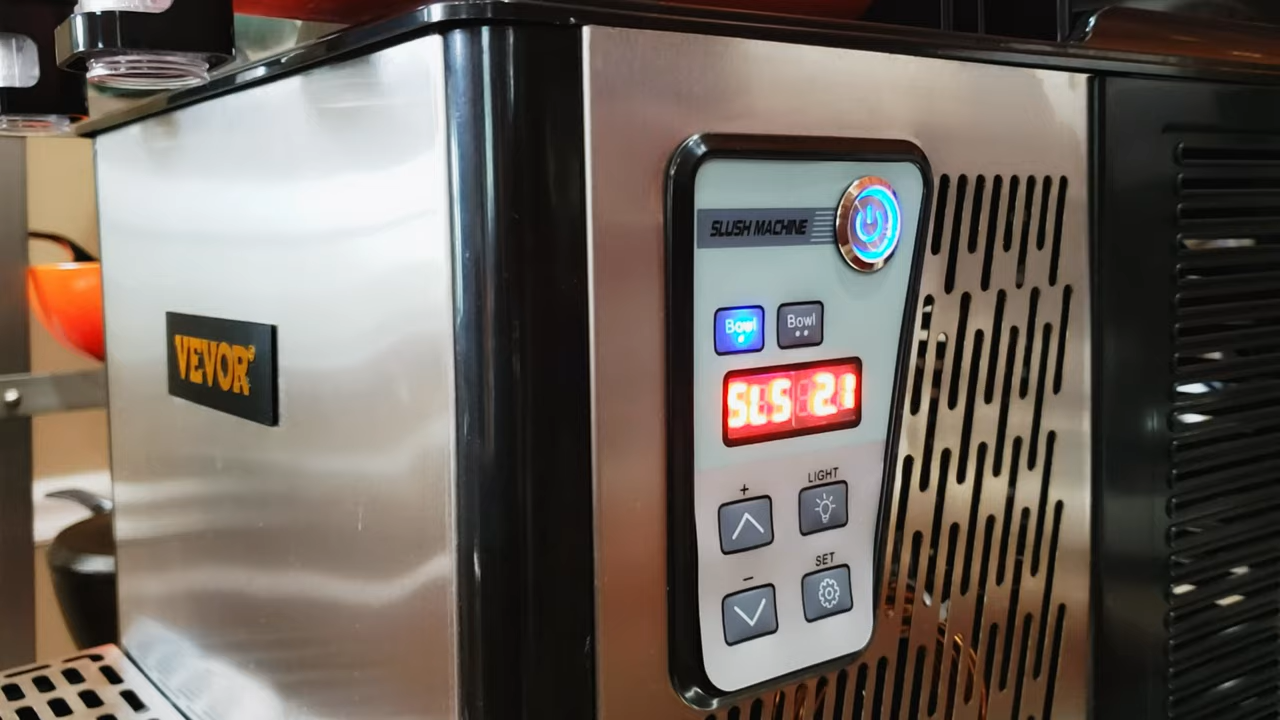 VEVOR®
SLUSH MACHINE
Bowl
Bowl
SLS 21
+
LIGHT
-
SET